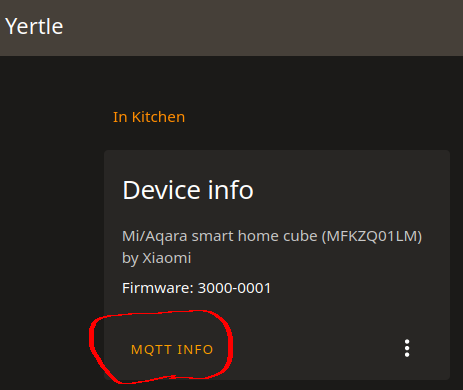 Yertle
In Kitchen
Device info
Mi/Aqara smart home cube (MFKZQ01LM)
by Xiaomi
Firmware: 3000-0001
MQTT INFO